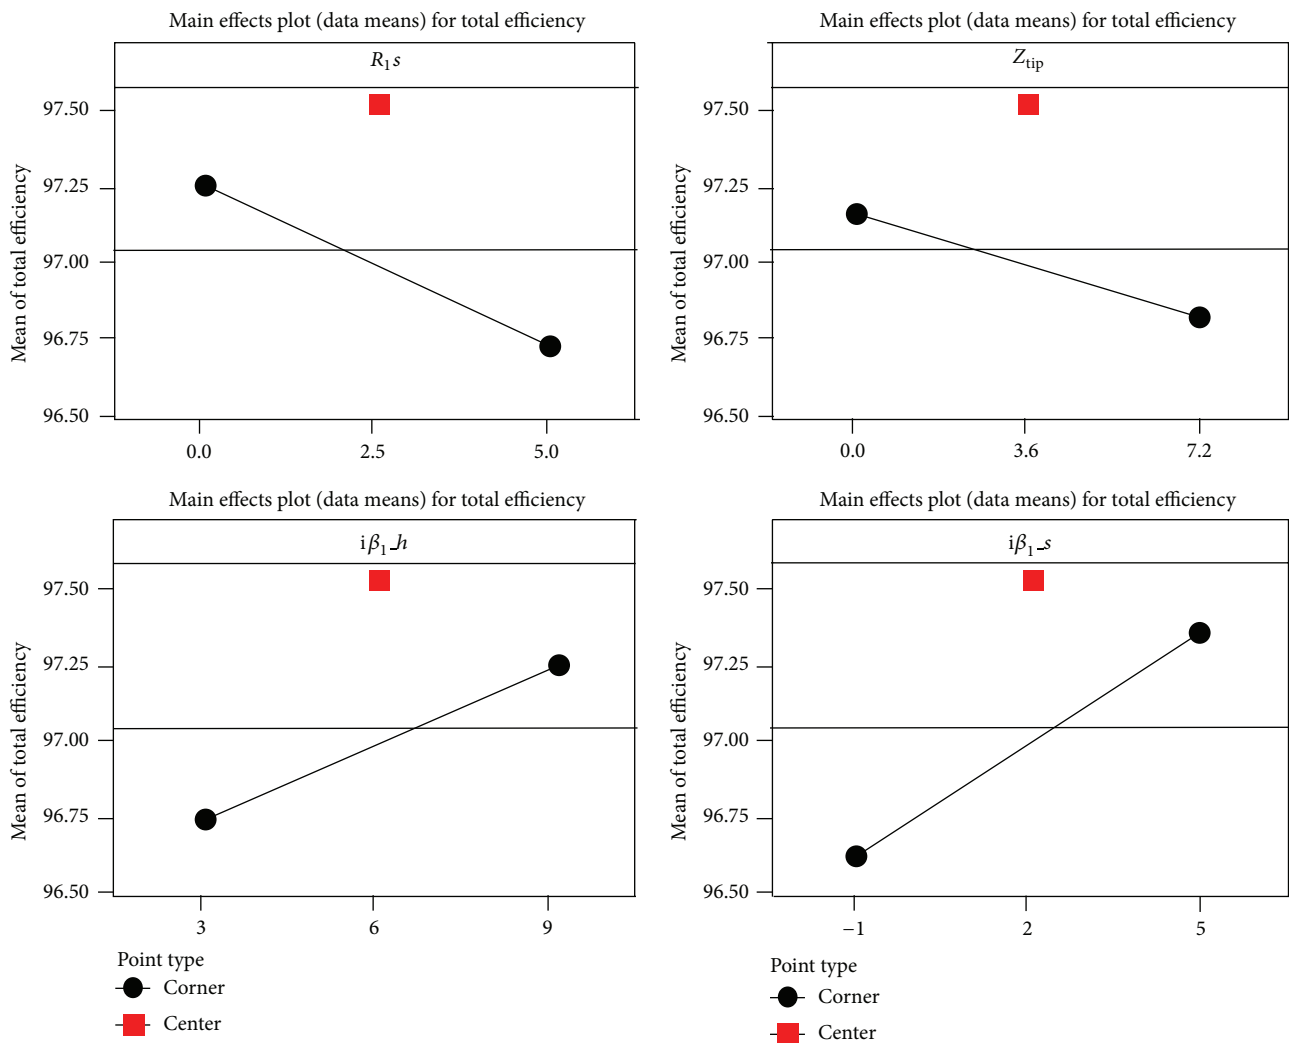 Main effects plot (data means) for total efficiency
R₁s
Mean of total efficiency
97.50
97.25
97.00
96.75
96.50
0.0 2.5 5.0
Main effects plot (data means) for total efficiency
Z_tip
Mean of total efficiency
97.50
97.25
97.00
96.75
96.50
0.0 3.6 7.2
Main effects plot (data means) for total efficiency
iβ₁_h
Mean of total efficiency
97.50
97.25
97.00
96.75
96.50
3 6 9
Point type
Corner
Center
Main effects plot (data means) for total efficiency
iβ₁_s
Mean of total efficiency
97.50
97.25
97.00
96.75
96.50
−1 2 5
Point type
Corner
Center